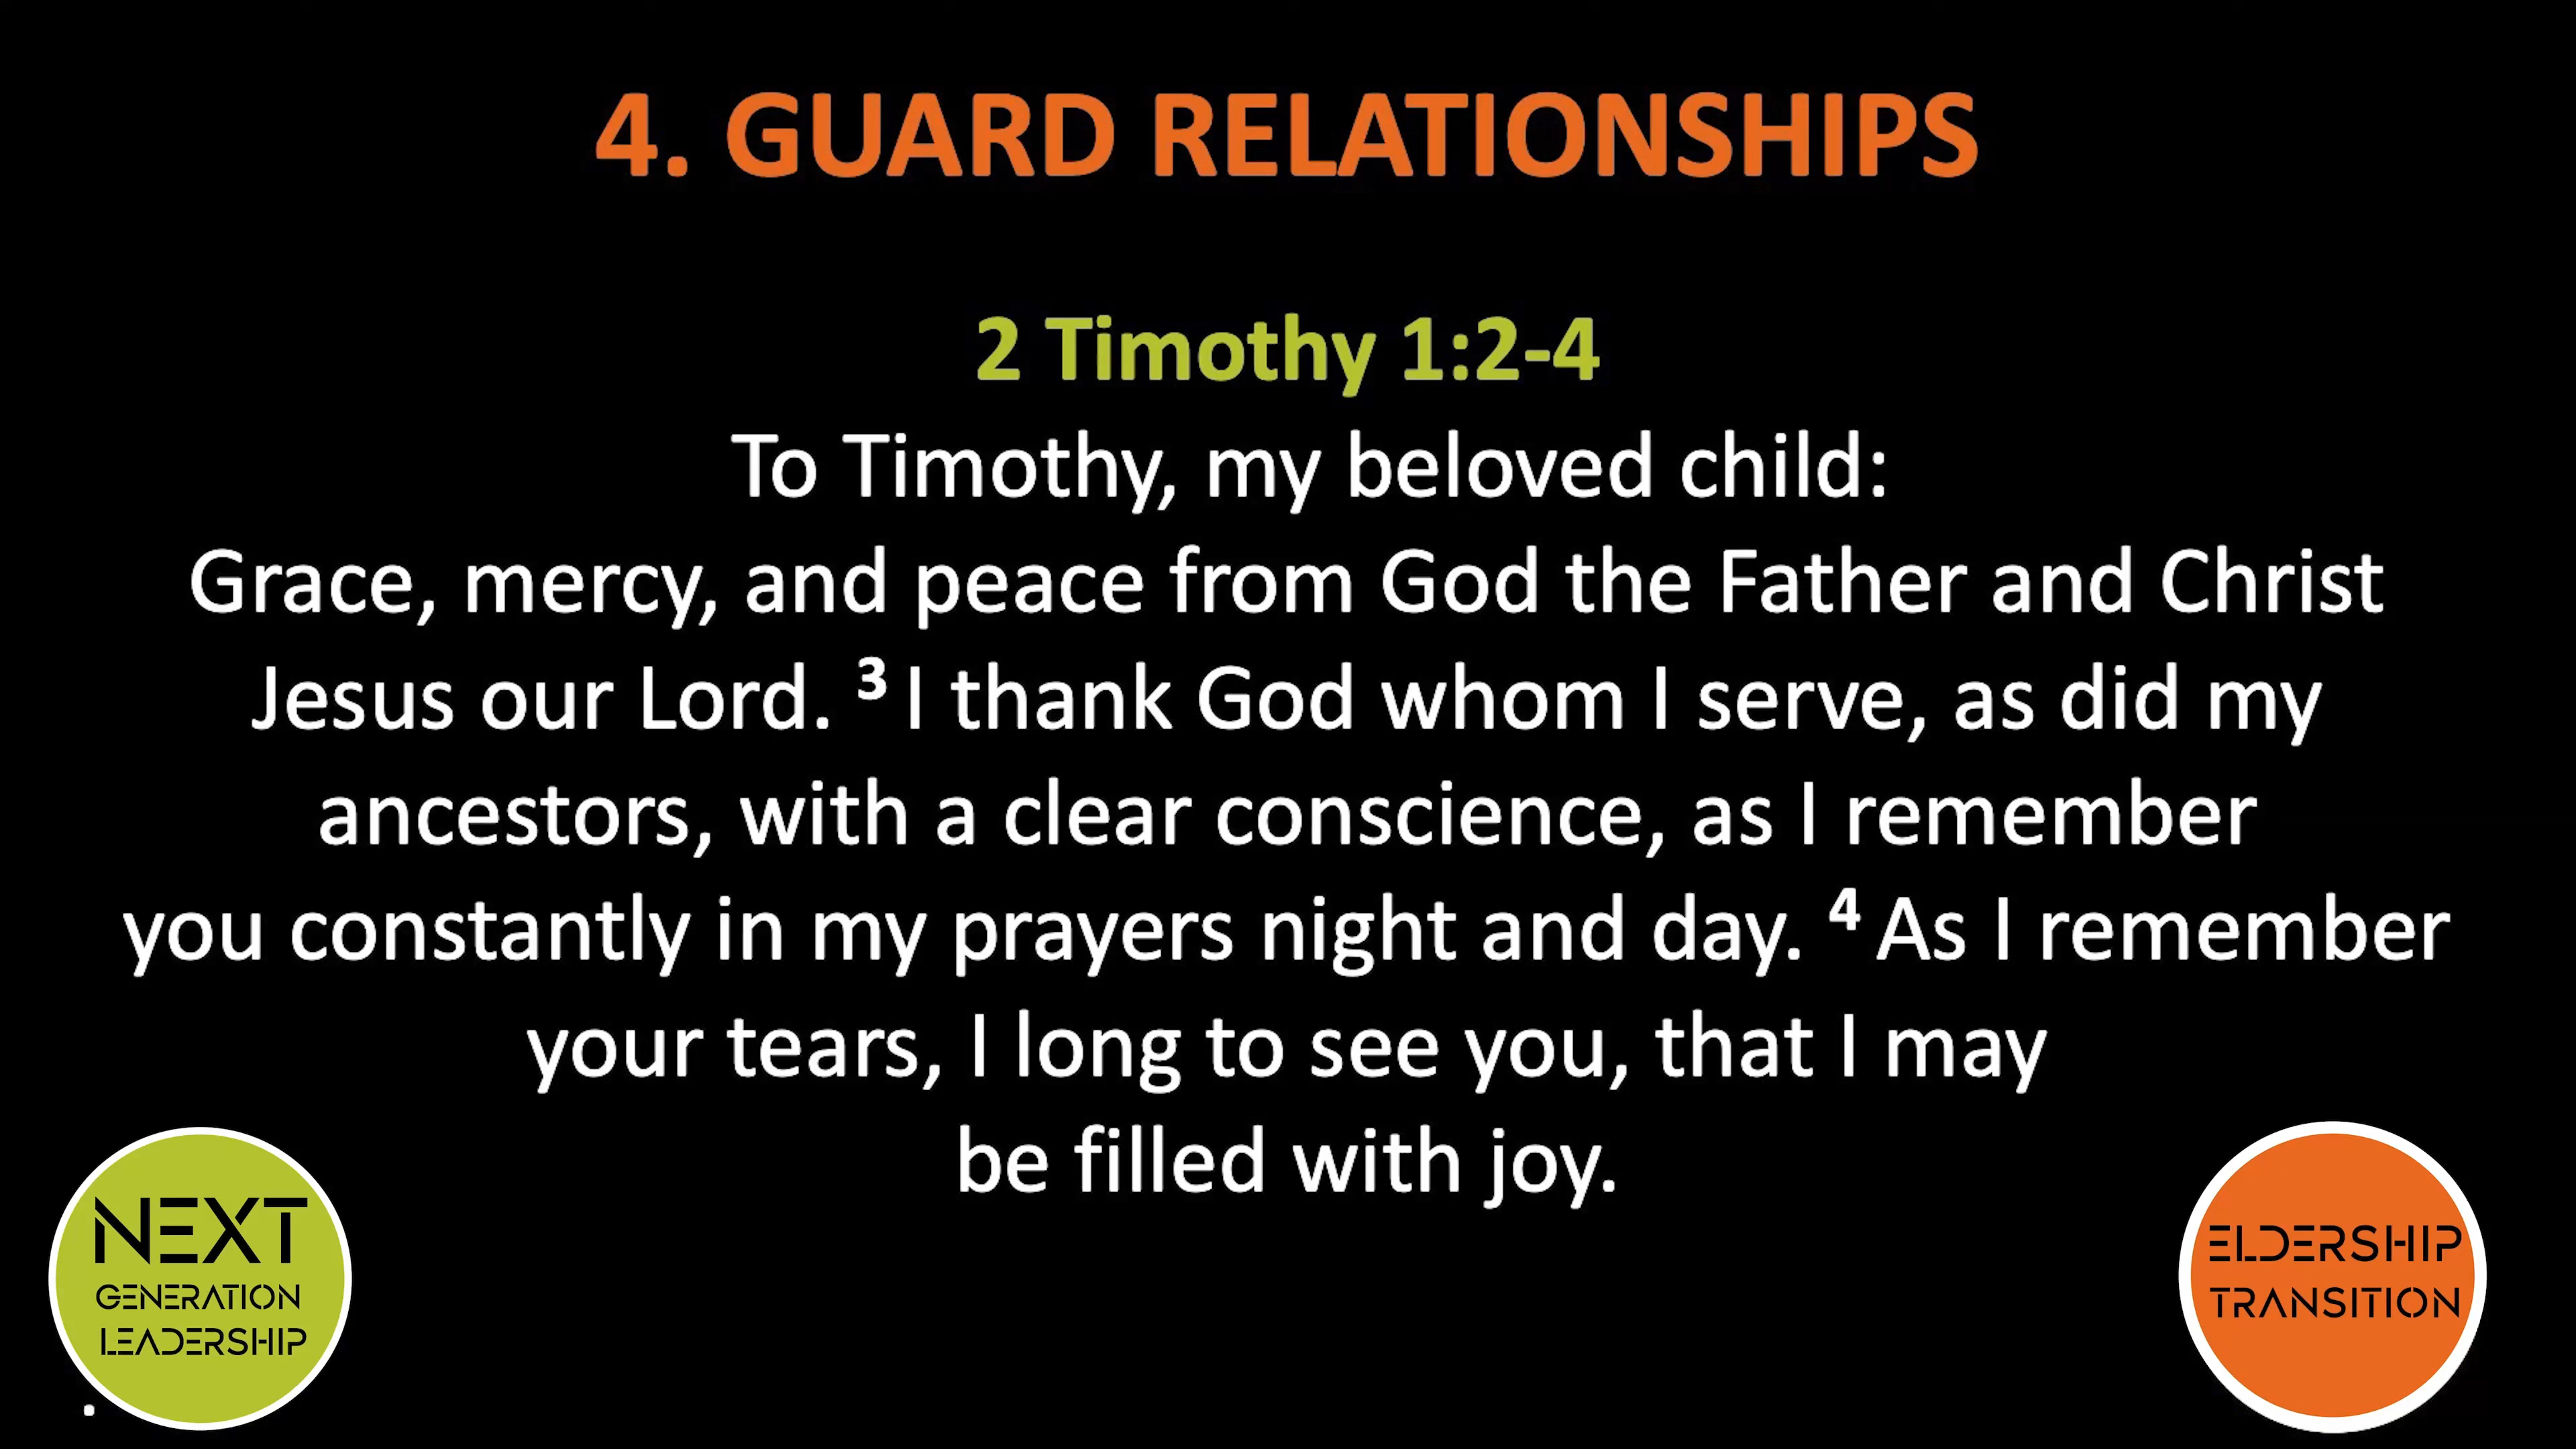 4. GUARD RELATIONSHIPS
2 Timothy 1:2-4
To Timothy, my beloved child:
Grace, mercy, and peace from God the Father and Christ
Jesus our Lord. ³ I thank God whom I serve, as did my
ancestors, with a clear conscience, as I remember
you constantly in my prayers night and day. ⁴ As I remember
your tears, I long to see you, that I may
be filled with joy.
NEXT
GENERATION
LEADERSHIP
ELDERSHIP
TRANSITION
.